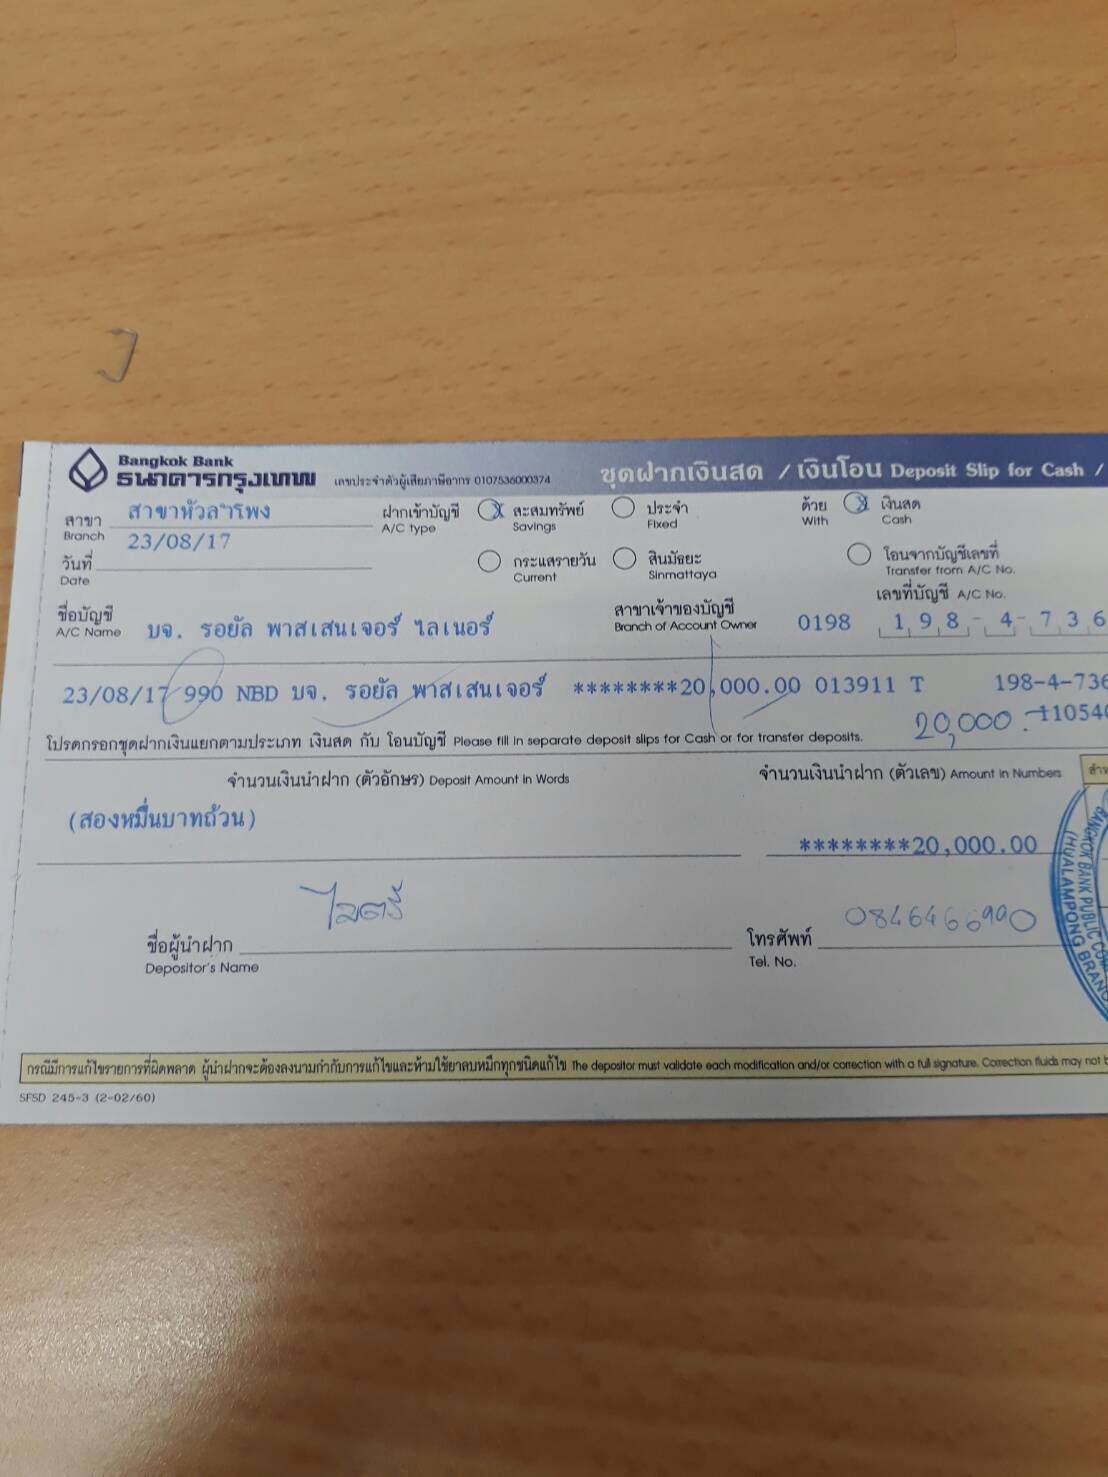 Bangkok Bank
ธนาคารกรุงเทพ เลขประจำตัวผู้เสียภาษีอากร 0107536000374 ชุดฝากเงินสด / เงินโอน Deposit Slip for Cash /
สาขา สาขาหัวลำโพง ฝากเข้าบัญชี สะสมทรัพย์ ประจำ ด้วย เงินสด
Branch A/C type Savings Fixed With Cash
23/08/17
วันที่ กระแสรายวัน สินมัธยะ โอนจากบัญชีเลขที่
Date Current Sinmattaya Transfer from A/C No.
ชื่อบัญชี สาขาเจ้าของบัญชี เลขที่บัญชี A/C No.
A/C Name บจ. รอยัล พาสเสนเจอร์ ไลเนอร์ Branch of Account Owner 0198 198-4-736
23/08/17 990 NBD บจ. รอยัล พาสเสนเจอร์ ********20,000.00 013911 T 198-4-736
20,000.- 110540
โปรดกรอกชุดฝากเงินแยกตามประเภท เงินสด กับ โอนบัญชี Please fill in separate deposit slips for Cash or for transfer deposits.
จำนวนเงินนำฝาก (ตัวอักษร) Deposit Amount in Words จำนวนเงินนำฝาก (ตัวเลข) Amount in Numbers
(สองหมื่นบาทถ้วน) ********20,000.00
BANGKOK BANK PUBLIC
(HUALAMPONG BRANC
ไมตรี 0846466990
ชื่อผู้นำฝาก โทรศัพท์
Depositor's Name Tel. No.
กรณีมีการแก้ไขรายการที่ผิดพลาด ผู้นำฝากจะต้องลงนามกำกับการแก้ไขและห้ามใช้ยาลบหมึกทุกชนิดแก้ไข The depositor must validate each modification and/or correction with a full signature. Correction fluids may not
SFSD 245-3 (2-02/60)